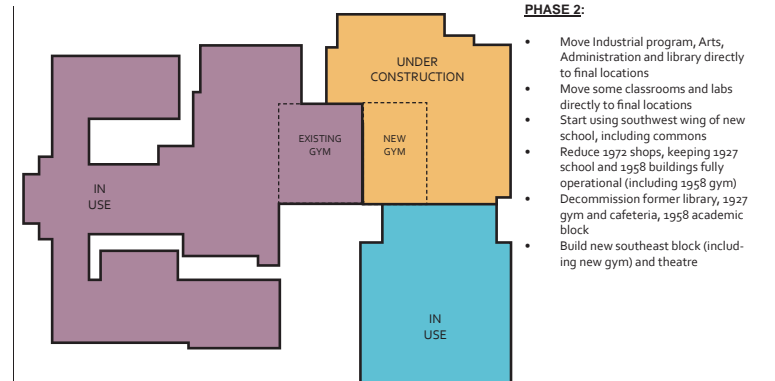 PHASE 2:
UNDER
CONSTRUCTION
EXISTING
GYM
NEW
GYM
IN
USE
IN
USE
• Move Industrial program, Arts,
Administration and library directly
to final locations
• Move some classrooms and labs
directly to final locations
• Start using southwest wing of new
school, including commons
• Reduce 1972 shops, keeping 1927
school and 1958 buildings fully
operational (including 1958 gym)
• Decommission former library, 1927
gym and cafeteria, 1958 academic
block
• Build new southeast block (includ-
ing new gym) and theatre